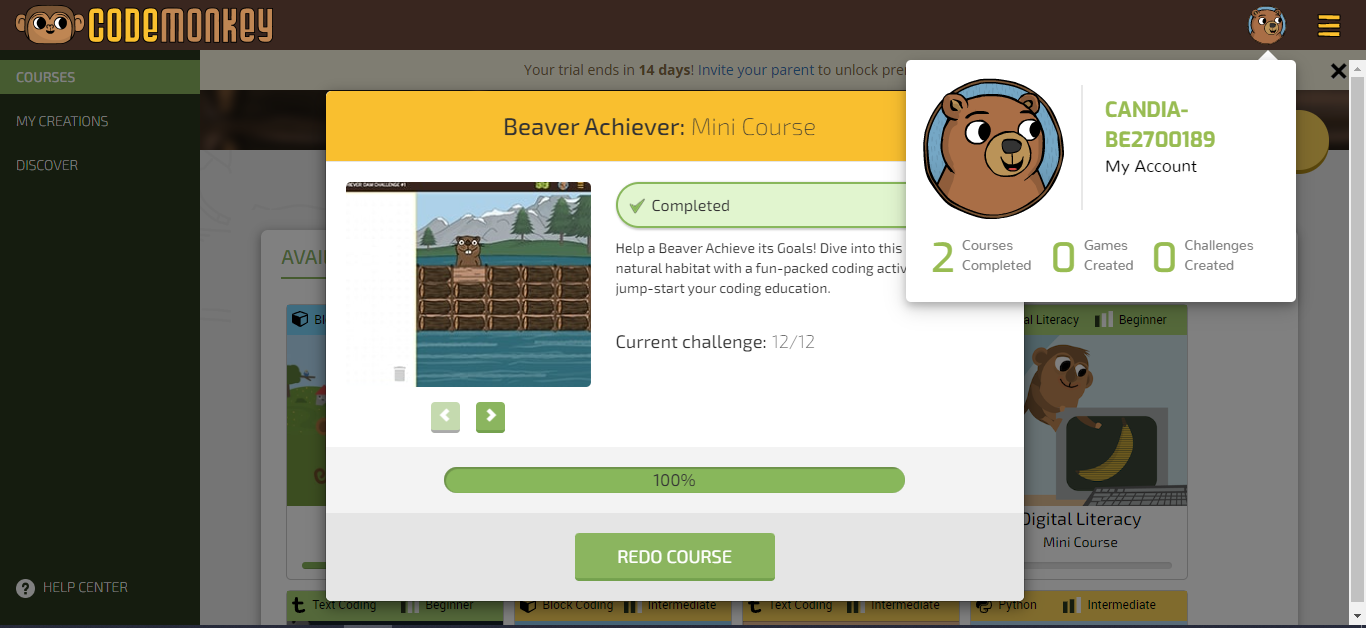 CODEMONKEY
COURSES
MY CREATIONS
DISCOVER
HELP CENTER
Your trial ends in 14 days! Invite your parent to unlock
CANDIA-
BE2700189
My Account
2 Courses Completed
0 Games Created
0 Challenges Created
Beaver Achiever: Mini Course
DAM CHALLENGE #1
Completed
Help a Beaver Achieve its Goals! Dive into this
natural habitat with a fun-packed coding
jump-start your coding education.
Current challenge: 12/12
100%
REDO COURSE
Literacy Beginner
Digital Literacy
Mini Course
Text Coding Beginner
Block Coding Intermediate
Text Coding Intermediate
Python Intermediate